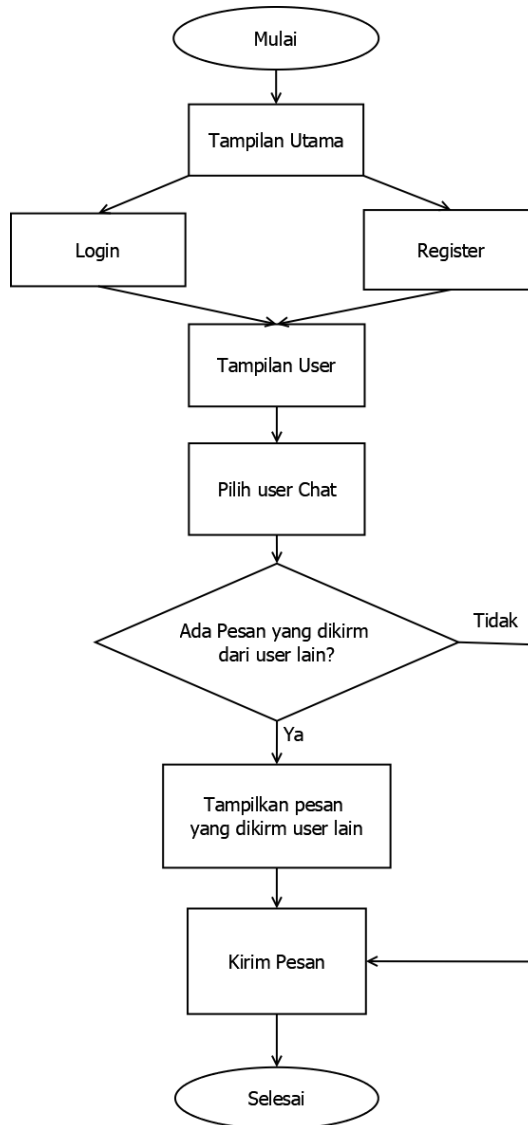 Mulai
Tampilan Utama
Login
Register
Tampilan User
Pilih user Chat
Ada Pesan yang dikirm
dari user lain?
Tidak
Ya
Tampilkan pesan
yang dikirm user lain
Kirim Pesan
Selesai